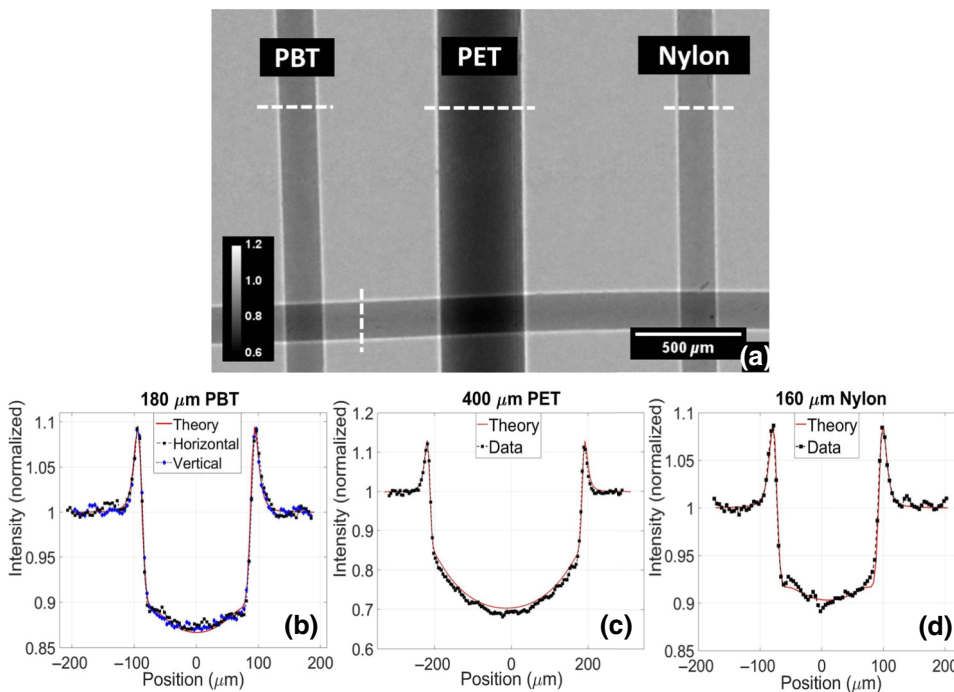 PBT
PET
Nylon
1.2
1.0
0.8
0.6
500 µm
(a)
180 µm PBT
Intensity (normalized)
1.1
1.05
1
0.95
0.9
0.85
Theory
Horizontal
Vertical
(b)
−200 −100 0 100 200
Position (µm)
400 µm PET
Intensity (normalized)
1.2
1.1
1
0.9
0.8
0.7
0.6
Theory
Data
(c)
−200 0 200
Position (µm)
160 µm Nylon
Intensity (normalized)
1.1
1.05
1
0.95
0.9
0.85
Theory
Data
(d)
−200 −100 0 100 200
Position (µm)